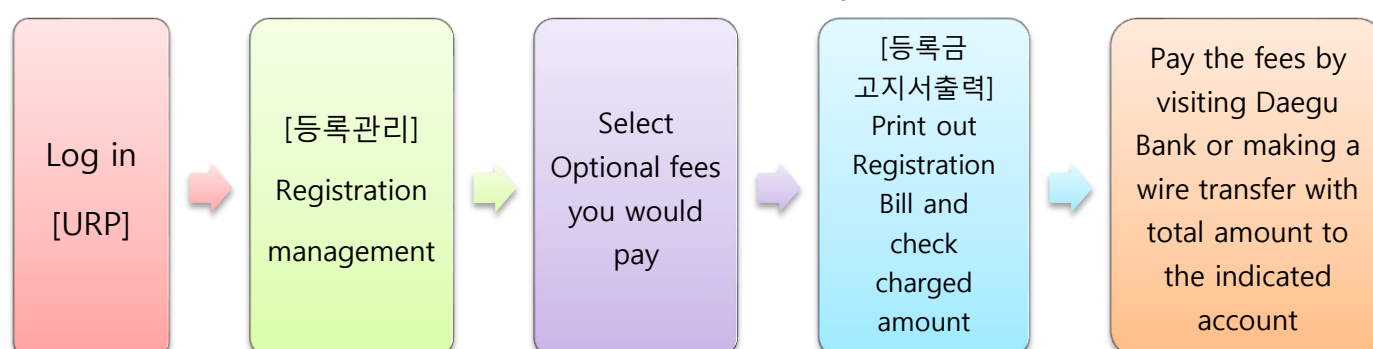 Log in
[URP]
[등록관리]
Registration
management
Select
Optional fees
you would
pay
[등록금
고지서출력]
Print out
Registration
Bill and
check
charged
amount
Pay the fees by
visiting Daegu
Bank or making a
wire transfer with
total amount to
the indicated
account